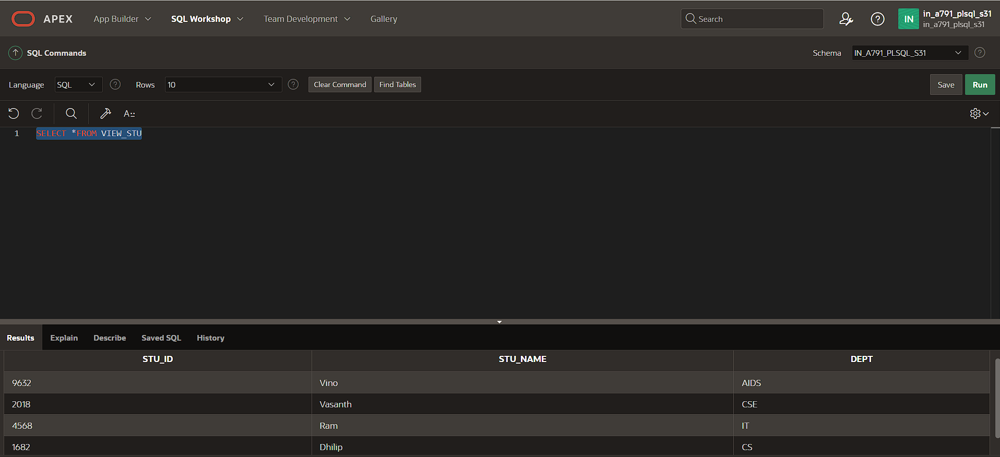 APEX App Builder SQL Workshop Team Development Gallery Search IN in_a791_plsql_s31
in_a791_plsql_s31
SQL Commands Schema IN_A791_PLSQL_S31
Language SQL Rows 10 Clear Command Find Tables Save Run
A::
1 SELECT *FROM VIEW_STU
Results Explain Describe Saved SQL History
STU_ID STU_NAME DEPT
9632 Vino AIDS
2018 Vasanth CSE
4568 Ram IT
1682 Dhilip CS